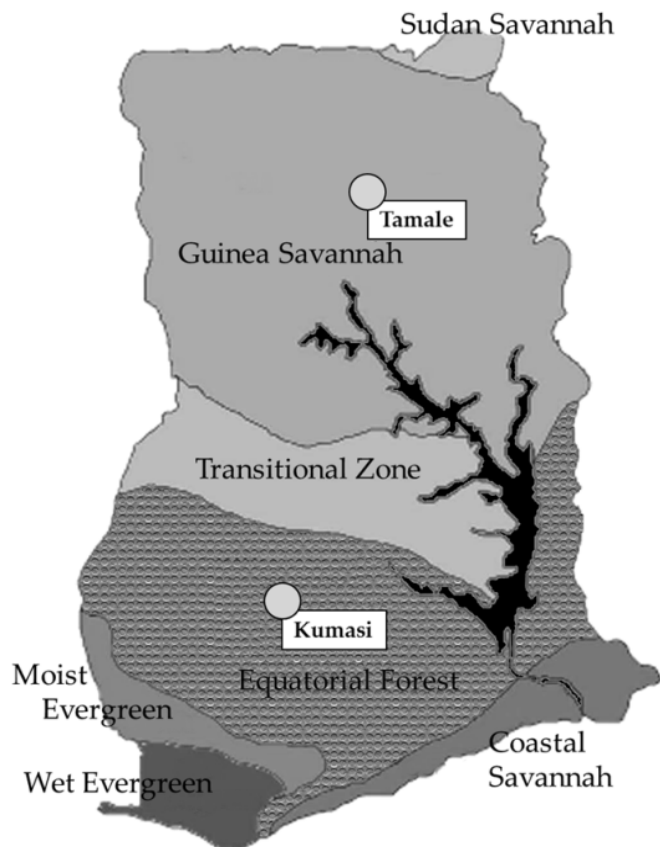 Sudan Savannah
Tamale
Guinea Savannah
Transitional Zone
Kumasi
Equatorial Forest
Moist
Evergreen
Coastal
Savannah
Wet Evergreen